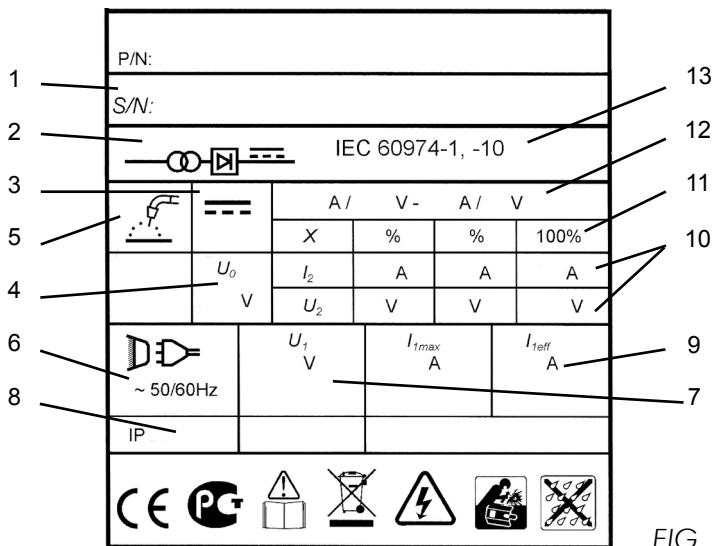 P/N:
1
S/N:
2
IEC 60974-1, -10
13
12
3
A / V - A / V
11
5
X % % 100%
10
4
U₀
V
I₂ A A A
U₂ V V V
6
~ 50/60Hz
U₁
V
I₁max
A
I₁eff
A
9
7
8
IP
CE
PCT
FIG